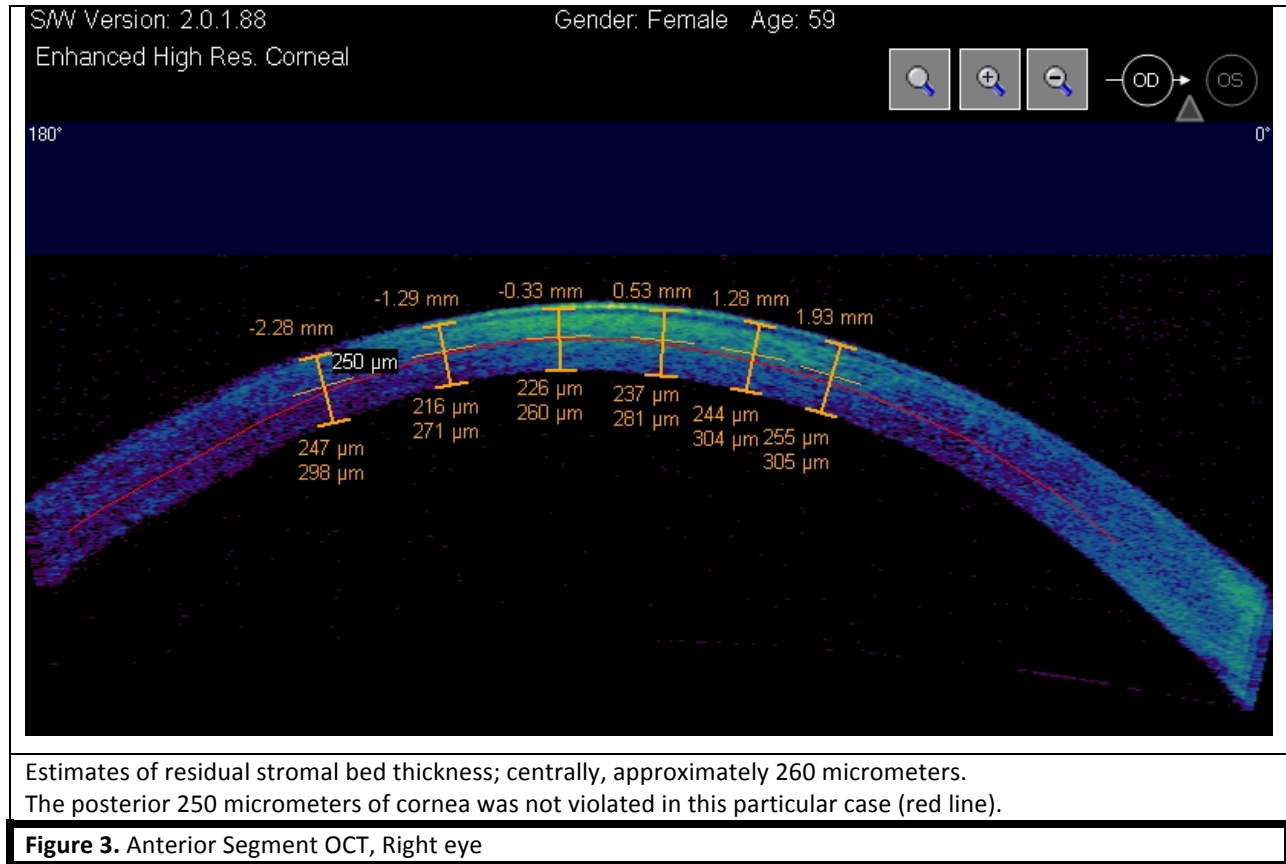 S/W Version: 2.0.1.88
Gender: Female Age: 59
Enhanced High Res. Corneal
OD
OS
180°
0°
-2.28 mm
-1.29 mm
-0.33 mm
0.53 mm
1.28 mm
1.93 mm
250 µm
247 µm
298 µm
216 µm
271 µm
226 µm
260 µm
237 µm
281 µm
244 µm
304 µm
255 µm
305 µm
Estimates of residual stromal bed thickness; centrally, approximately 260 micrometers.
The posterior 250 micrometers of cornea was not violated in this particular case (red line).
Figure 3. Anterior Segment OCT, Right eye